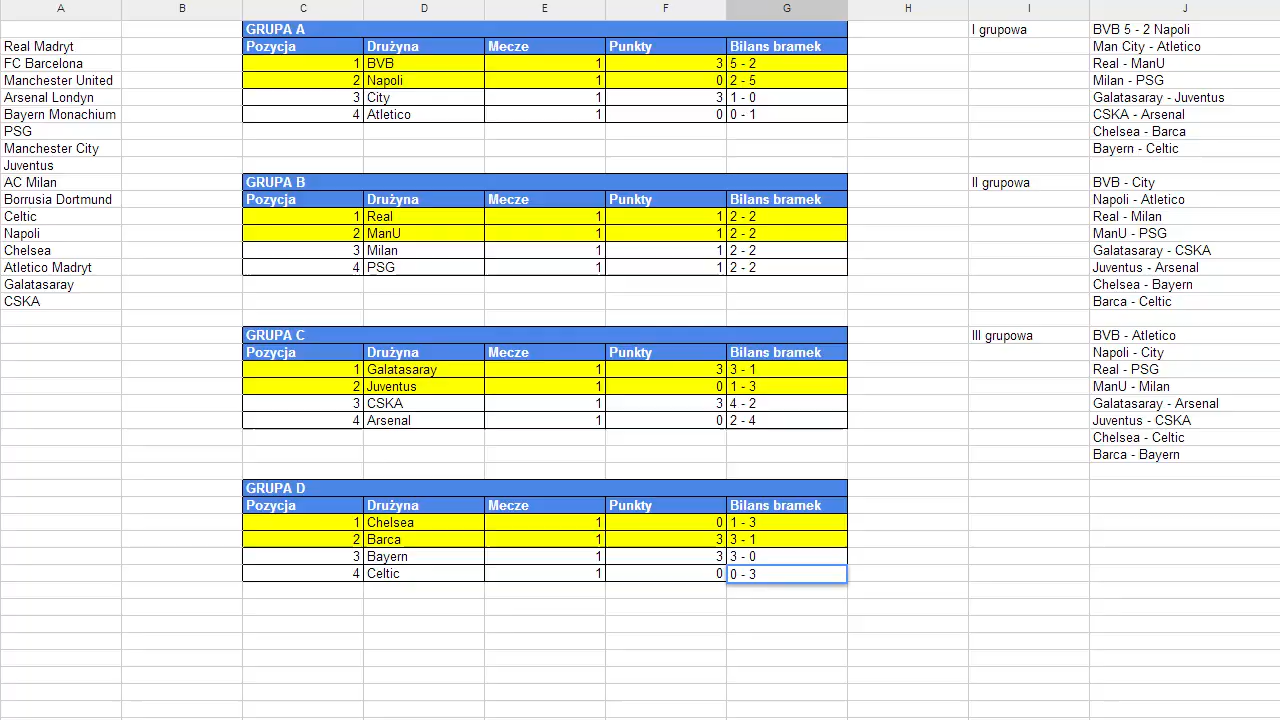 A B C D E F G H I J
GRUPA A I grupowa BVB 5 - 2 Napoli
Real Madryt Pozycja Drużyna Mecze Punkty Bilans bramek Man City - Atletico
FC Barcelona 1 BVB 1 3 5 - 2 Real - ManU
Manchester United 2 Napoli 1 0 2 - 5 Milan - PSG
Arsenal Londyn 3 City 1 3 1 - 0 Galatasaray - Juventus
Bayern Monachium 4 Atletico 1 0 0 - 1 CSKA - Arsenal
PSG Chelsea - Barca
Manchester City Bayern - Celtic
Juventus
AC Milan GRUPA B II grupowa BVB - City
Borrusia Dortmund Pozycja Drużyna Mecze Punkty Bilans bramek Napoli - Atletico
Celtic 1 Real 1 1 2 - 2 Real - Milan
Napoli 2 ManU 1 1 2 - 2 ManU - PSG
Chelsea 3 Milan 1 1 2 - 2 Galatasaray - CSKA
Atletico Madryt 4 PSG 1 1 2 - 2 Juventus - Arsenal
Galatasaray Chelsea - Bayern
CSKA Barca - Celtic
GRUPA C III grupowa BVB - Atletico
Pozycja Drużyna Mecze Punkty Bilans bramek Napoli - City
1 Galatasaray 1 3 3 - 1 Real - PSG
2 Juventus 1 0 1 - 3 ManU - Milan
3 CSKA 1 3 4 - 2 Galatasaray - Arsenal
4 Arsenal 1 0 2 - 4 Juventus - CSKA
Chelsea - Celtic
Barca - Bayern
GRUPA D
Pozycja Drużyna Mecze Punkty Bilans bramek
1 Chelsea 1 0 1 - 3
2 Barca 1 3 3 - 1
3 Bayern 1 3 3 - 0
4 Celtic 1 0 0 - 3